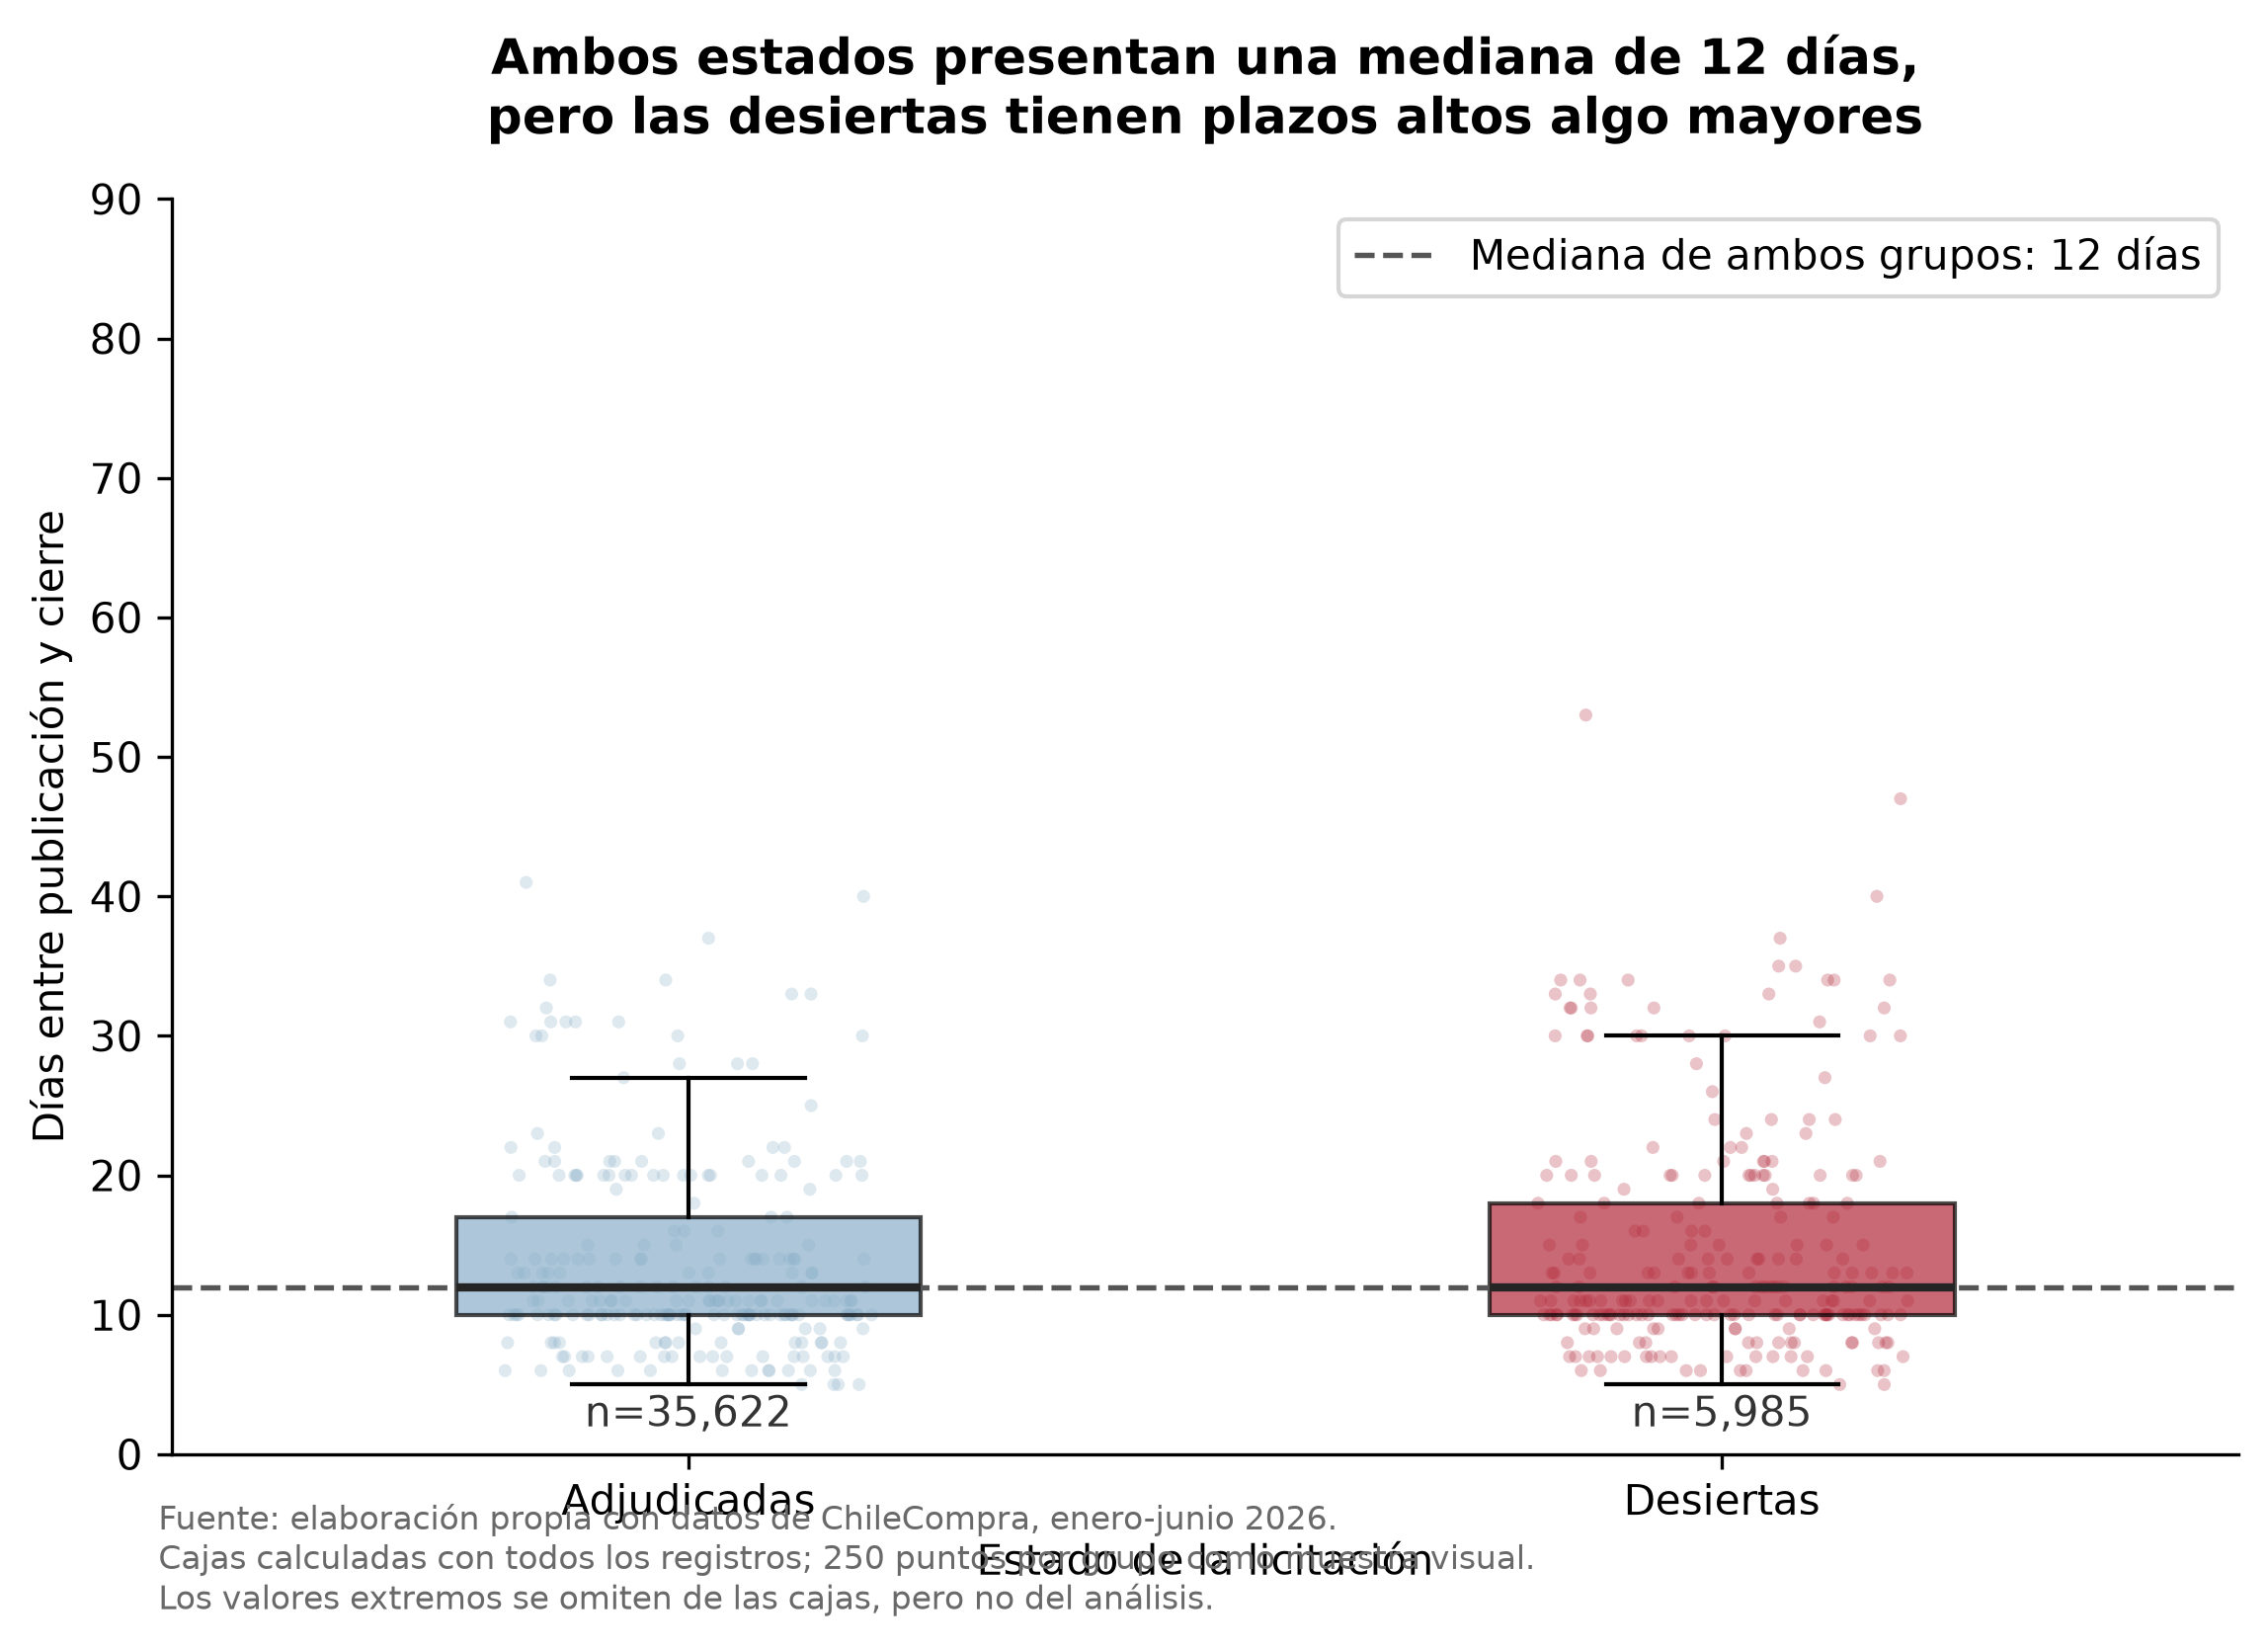 Ambos estados presentan una mediana de 12 días,
pero las desiertas tienen plazos altos algo mayores
Mediana de ambos grupos: 12 días
Días entre publicación y cierre
90
80
70
60
50
40
30
20
10
0
n=35,622
n=5,985
Adjudicadas
Desiertas
Estado de la licitación
Fuente: elaboración propia con datos de ChileCompra, enero-junio 2026.
Cajas calculadas con todos los registros; 250 puntos por grupo como muestra visual.
Los valores extremos se omiten de las cajas, pero no del análisis.